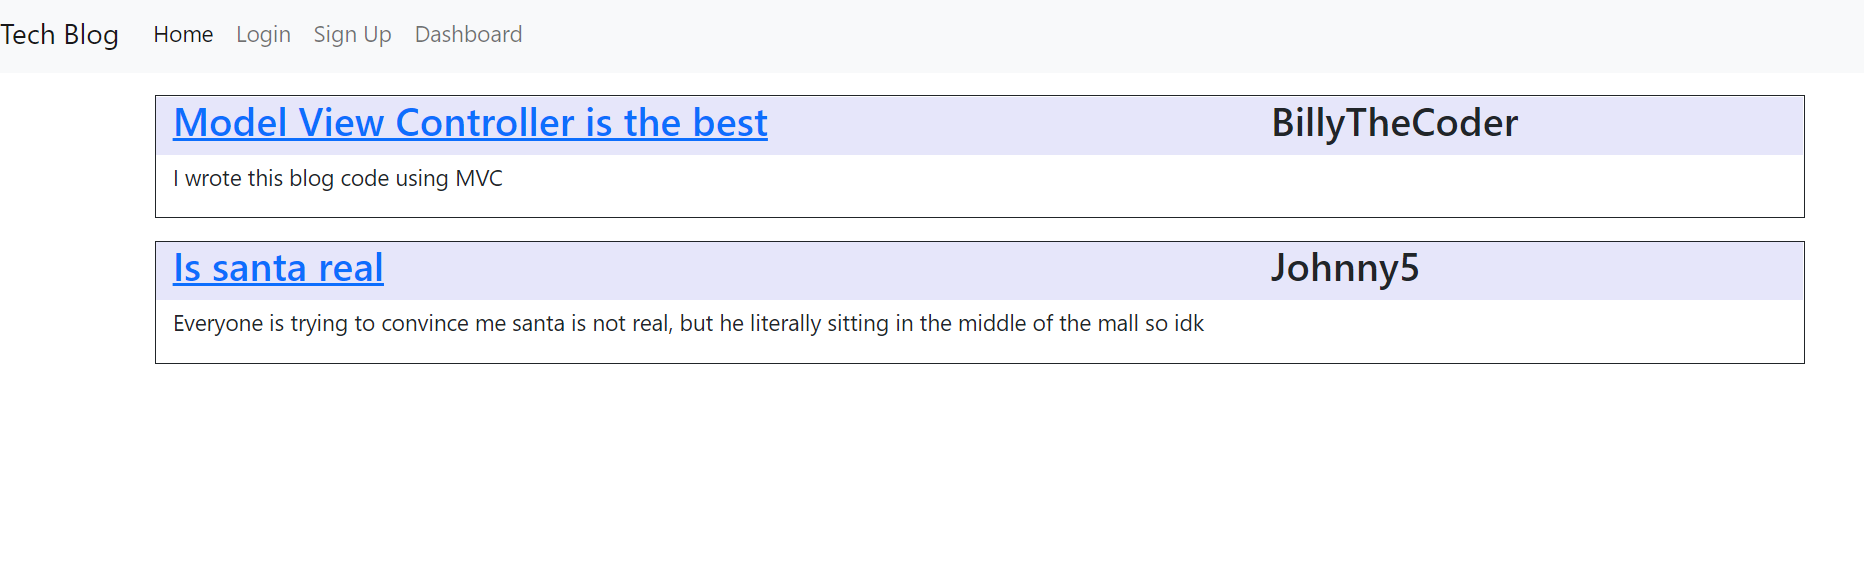 Tech Blog Home Login Sign Up Dashboard
Model View Controller is the best BillyTheCoder
I wrote this blog code using MVC
Is santa real Johnny5
Everyone is trying to convince me santa is not real, but he literally sitting in the middle of the mall so idk